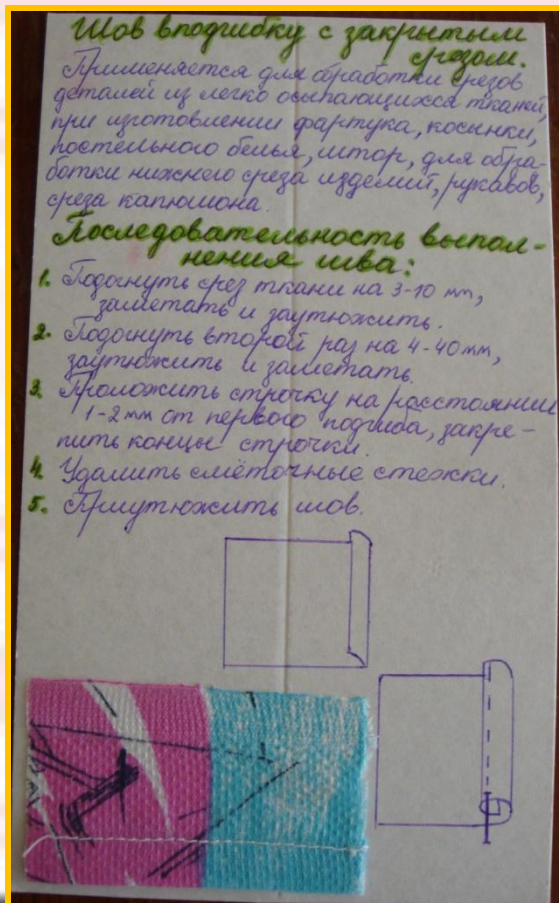 Шов вподгибку с закрытым
срезом.
Применяется для обработки срезов
деталей из легко осыпающихся тканей,
при изготовлении фартука, косынки,
постельного белья, штор, для обра-
ботки нижнего среза изделий, рукавов,
среза капюшона.
Последовательность выпол-
нения шва:
1. Подогнуть срез ткани на 3-10 мм,
заметать и заутюжить.
2. Подогнуть второй раз на 4-40 мм,
заутюжить и заметать.
3. Проложить строчку на расстоянии
1-2 мм от первого подгиба, закре-
пить концы строчки.
4. Удалить смёточные стежки.
5. Приутюжить шов.